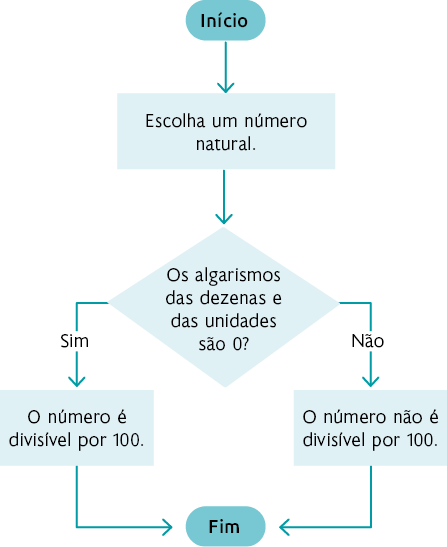 Início
Escolha um número
natural.
Os algarismos
das dezenas e
das unidades
são 0?
Sim
Não
O número é
divisível por 100.
O número não é
divisível por 100.
Fim